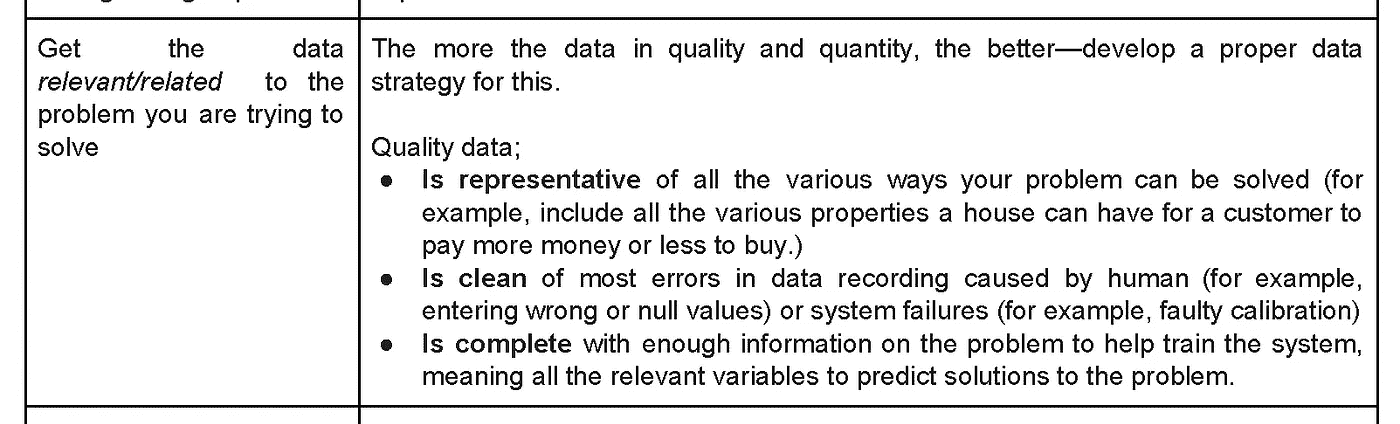 Get the data
relevant/related to the
problem you are trying to
solve
The more the data in quality and quantity, the better—develop a proper data
strategy for this.
Quality data;
● Is representative of all the various ways your problem can be solved (for
example, include all the various properties a house can have for a customer to
pay more money or less to buy.)
● Is clean of most errors in data recording caused by human (for example,
entering wrong or null values) or system failures (for example, faulty calibration)
● Is complete with enough information on the problem to help train the system,
meaning all the relevant variables to predict solutions to the problem.